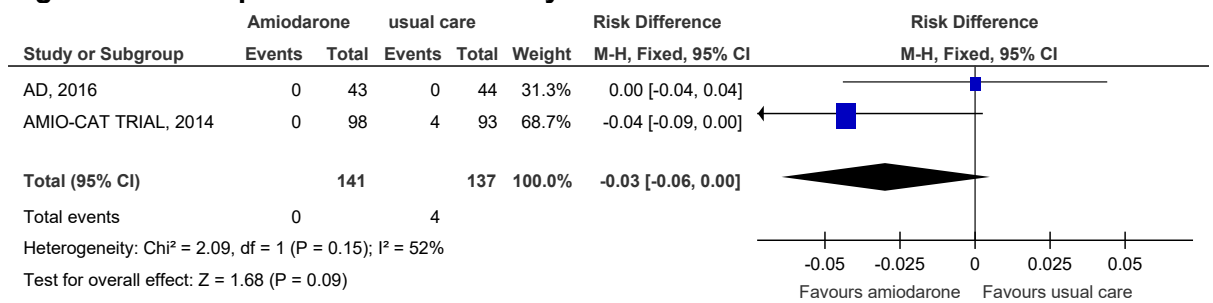 Amiodarone usual care Risk Difference Risk Difference
Study or Subgroup Events Total Events Total Weight M-H, Fixed, 95% CI M-H, Fixed, 95% CI
AD, 2016 0 43 0 44 31.3% 0.00 [-0.04, 0.04]
AMIO-CAT TRIAL, 2014 0 98 4 93 68.7% -0.04 [-0.09, 0.00]
Total (95% CI) 141 137 100.0% -0.03 [-0.06, 0.00]
Total events 0 4
Heterogeneity: Chi² = 2.09, df = 1 (P = 0.15); I² = 52%
Test for overall effect: Z = 1.68 (P = 0.09)
-0.05 -0.025 0 0.025 0.05
Favours amiodarone Favours usual care